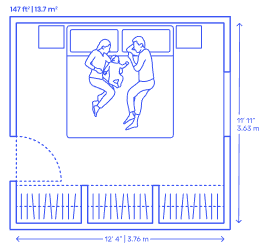 147 ft² | 13.7 m²
11' 11"
3.63 m
12' 4" | 3.76 m